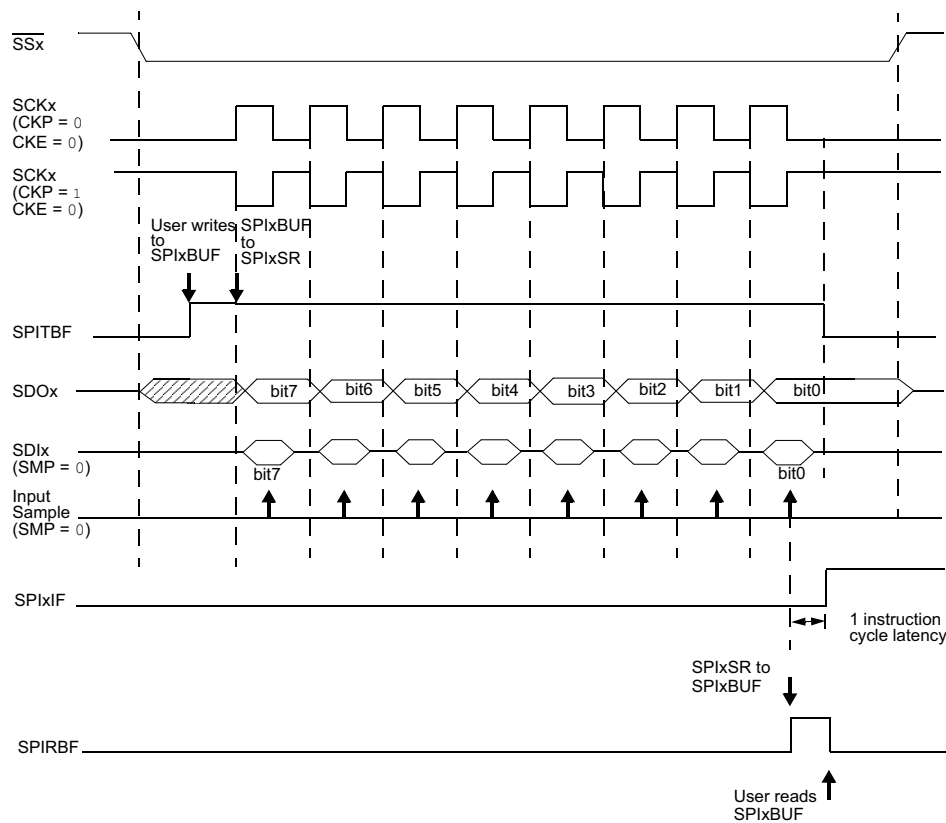 SSx
SCKx
(CKP = 0
CKE = 0)
SCKx
(CKP = 1
CKE = 0)
User writes
to
SPIxBUF
SPIxBUF
to
SPIxSR
SPITBF
SDOx
bit7
bit6
bit5
bit4
bit3
bit2
bit1
bit0
SDIx
(SMP = 0)
bit7
bit0
Input
Sample
(SMP = 0)
SPIxIF
1 instruction
cycle latency
SPIxSR to
SPIxBUF
SPIRBF
User reads
SPIxBUF